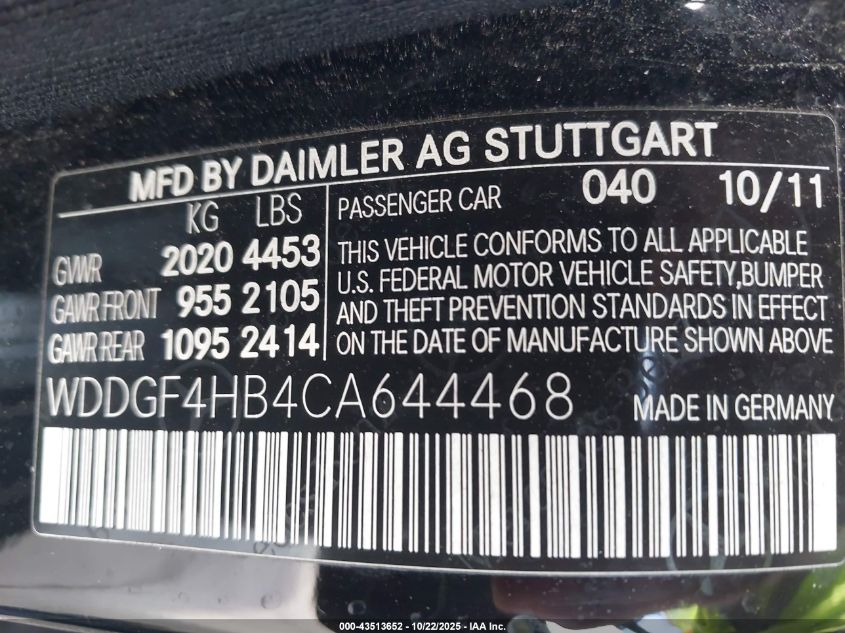 MFD BY DAIMLER AG STUTTGART
KG LBS PASSENGER CAR 040 10/11
GVWR 2020 4453
GAWR FRONT 955 2105
GAWR REAR 1095 2414
THIS VEHICLE CONFORMS TO ALL APPLICABLE
U.S. FEDERAL MOTOR VEHICLE SAFETY,BUMPER
AND THEFT PREVENTION STANDARDS IN EFFECT
ON THE DATE OF MANUFACTURE SHOWN ABOVE
WDDGF4HB4CA644468 MADE IN GERMANY
000-43513652 - 10/22/2025 - IAA Inc.